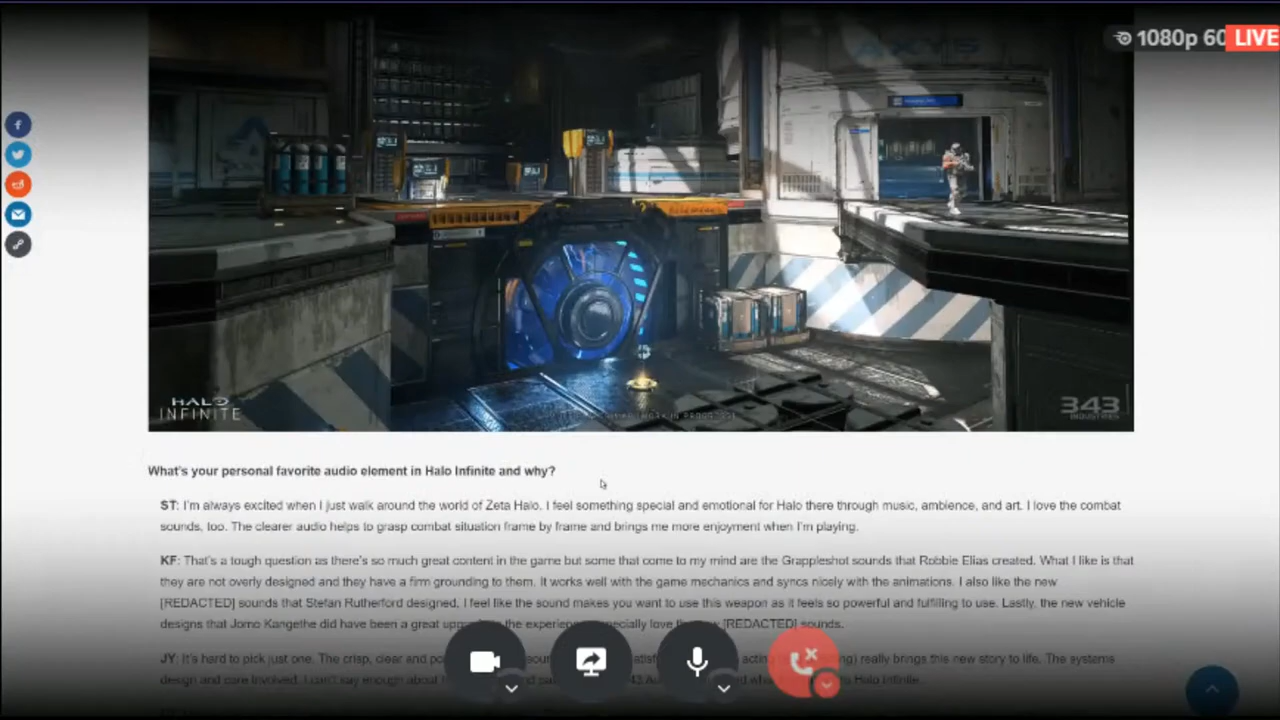 1080p 60 LIVE
HALO
INFINITE
343
INDUSTRIES
What's your personal favorite audio element in Halo Infinite and why?
ST: I'm always excited when I just walk around the world of Zeta Halo. I feel something special and emotional for Halo there through music, ambience, and art. I love the combat
sounds, too. The clearer audio helps to grasp combat situation frame by frame and brings me more enjoyment when I'm playing.
KF: That's a tough question as there's so much great content in the game but some that come to my mind are the Grappleshot sounds that Robbie Elias created. What I like is that
they are not overly designed and they have a firm grounding to them. It works well with the game mechanics and syncs nicely with the animations. I also like the new
[REDACTED] sounds that Stefan Rutherford designed, I feel like the sound makes you want to use this weapon as it feels so powerful and fulfilling to use. Lastly, the new vehicle
designs that Jomo Kangethe did have been a great the [REDACTED] sounds.
JY: It's hard to pick just one. The crisp, clear and really brings this new story to life. The systems
design and core involved. I can't say enough about Halo Infinite.